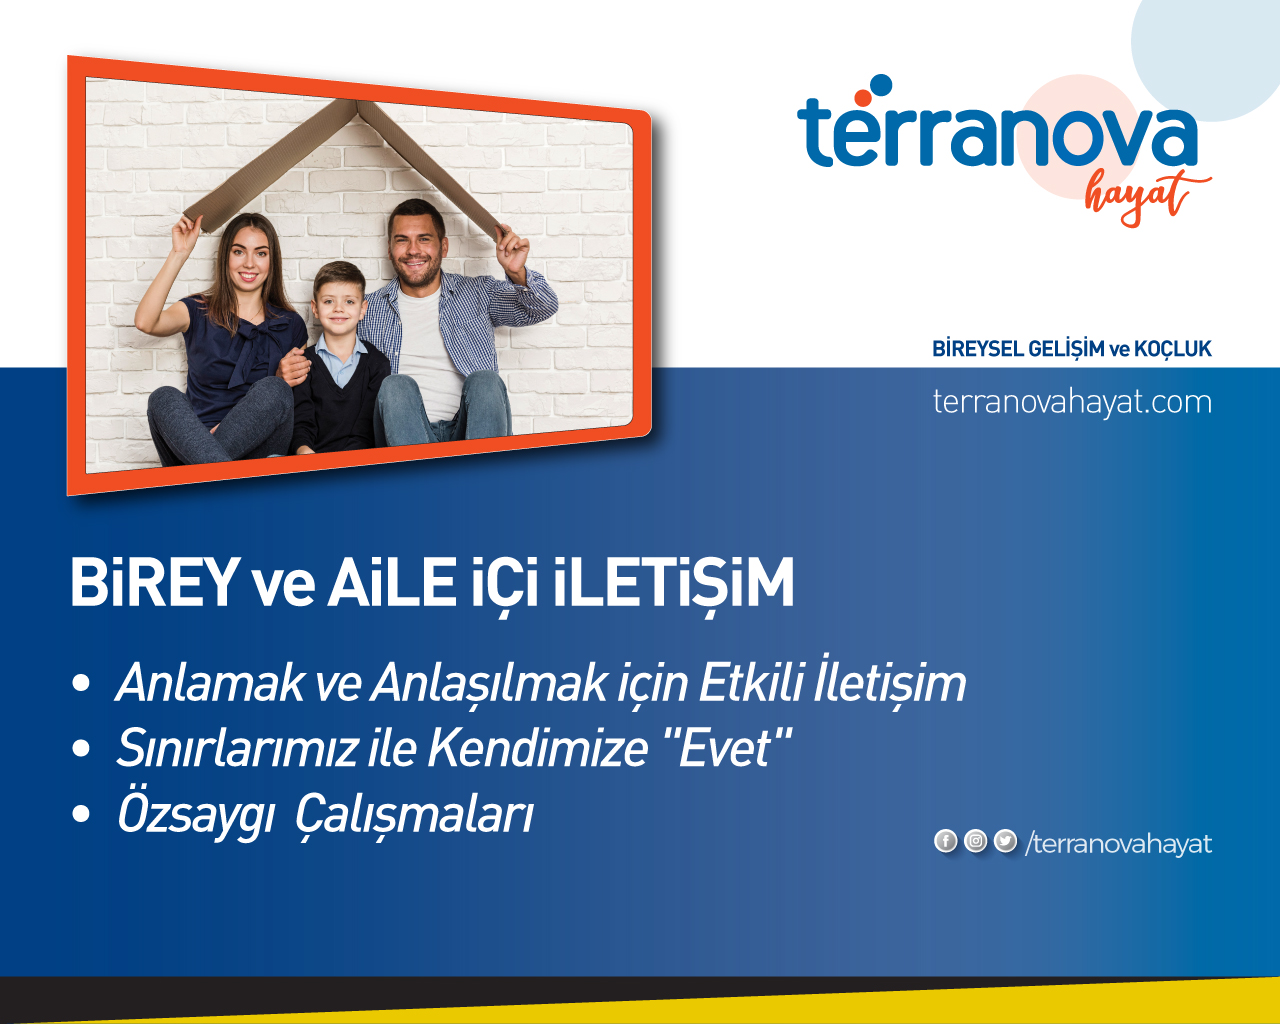 terranova
hayat
BİREYSEL GELİŞİM ve KOÇLUK
terranovahayat.com
BiREY ve AiLE iÇi iLETiŞiM
• Anlamak ve Anlaşılmak için Etkili İletişim
• Sınırlarımız ile Kendimize "Evet"
• Özsaygı Çalışmaları
/terranovahayat